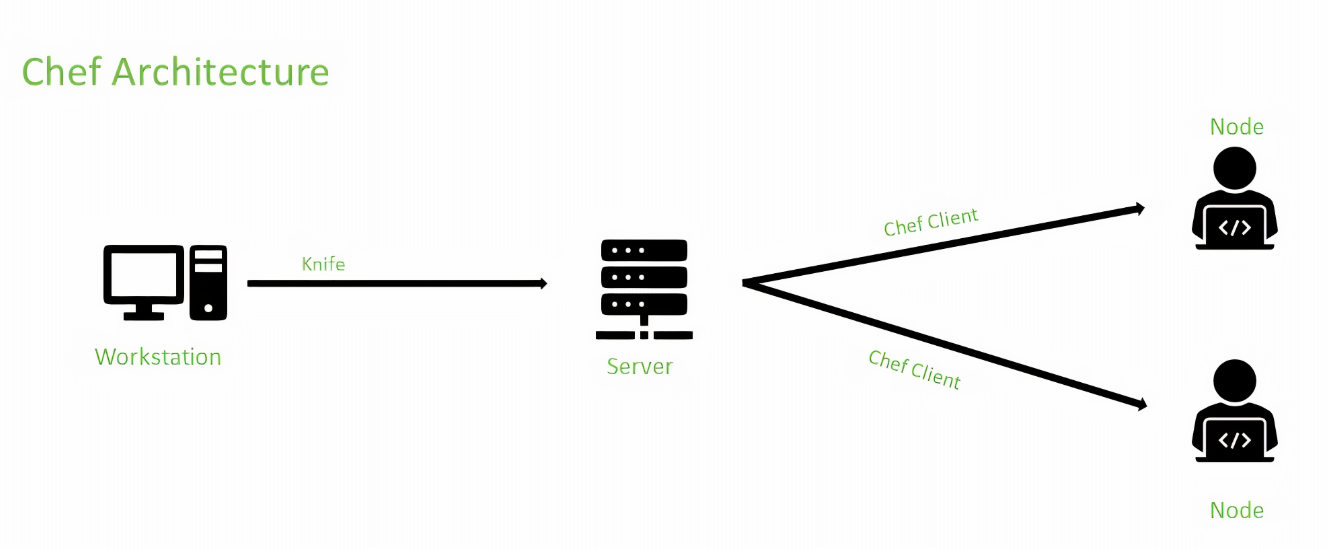 Chef Architecture
Node
Chef Client
</>
Knife
Workstation
Server
Chef Client
</>
Node